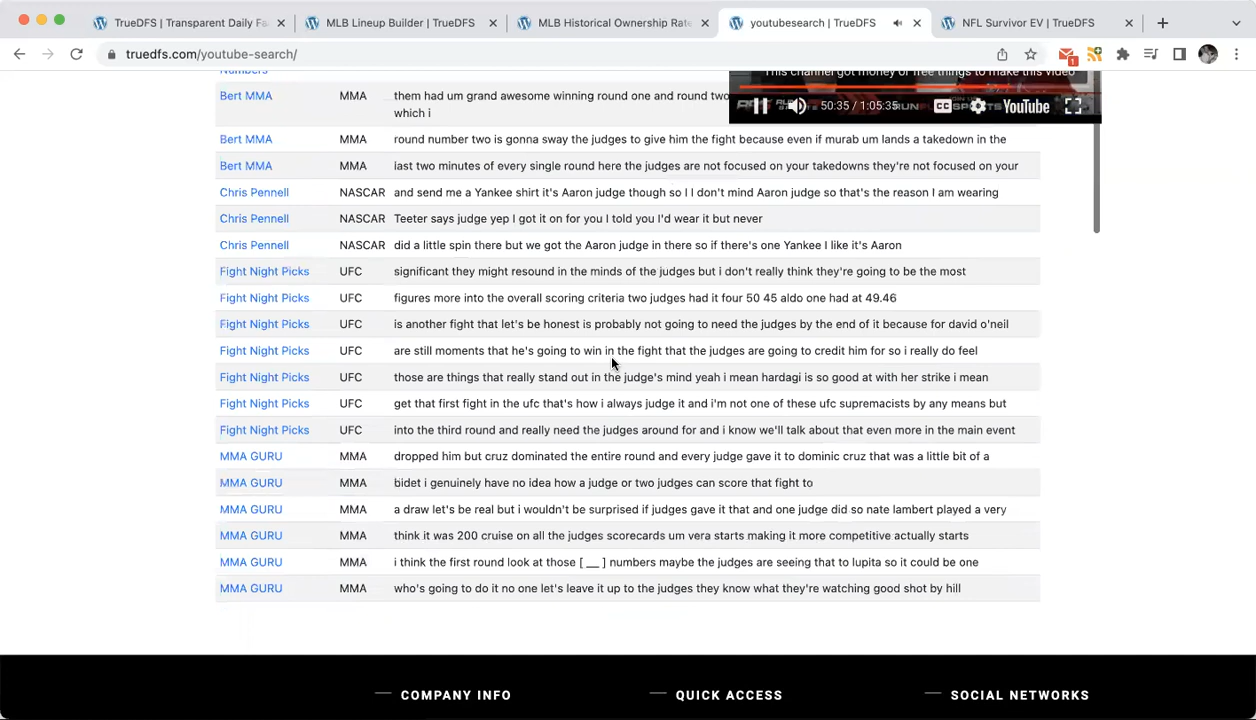 TrueDFS | Transparent Daily Fa
MLB Lineup Builder | TrueDFS
MLB Historical Ownership Rate
youtubesearch | TrueDFS
NFL Survivor EV | TrueDFS
truedfs.com/youtube-search/
1
Numbers
This channel got money or free things to make this video
50:35 / 1:05:35
CC
YouTube
Bert MMA MMA them had um grand awesome winning round one and round two
which i
Bert MMA MMA round number two is gonna sway the judges to give him the fight because even if murab um lands a takedown in the
Bert MMA MMA last two minutes of every single round here the judges are not focused on your takedowns they're not focused on your
Chris Pennell NASCAR and send me a Yankee shirt it's Aaron judge though so I I don't mind Aaron judge so that's the reason I am wearing
Chris Pennell NASCAR Teeter says judge yep I got it on for you I told you I'd wear it but never
Chris Pennell NASCAR did a little spin there but we got the Aaron judge in there so if there's one Yankee I like it's Aaron
Fight Night Picks UFC significant they might resound in the minds of the judges but i don't really think they're going to be the most
Fight Night Picks UFC figures more into the overall scoring criteria two judges had it four 50 45 aldo one had at 49.46
Fight Night Picks UFC is another fight that let's be honest is probably not going to need the judges by the end of it because for david o'neil
Fight Night Picks UFC are still moments that he's going to win in the fight that the judges are going to credit him for so i really do feel
Fight Night Picks UFC those are things that really stand out in the judge's mind yeah i mean hardagi is so good at with her strike i mean
Fight Night Picks UFC get that first fight in the ufc that's how i always judge it and i'm not one of these ufc supremacists by any means but
Fight Night Picks UFC into the third round and really need the judges around for and i know we'll talk about that even more in the main event
MMA GURU MMA dropped him but cruz dominated the entire round and every judge gave it to dominic cruz that was a little bit of a
MMA GURU MMA bidet i genuinely have no idea how a judge or two judges can score that fight to
MMA GURU MMA a draw let's be real but i wouldn't be surprised if judges gave it that and one judge did so nate lambert played a very
MMA GURU MMA think it was 200 cruise on all the judges scorecards um vera starts making it more competitive actually starts
MMA GURU MMA i think the first round look at those [ __ ] numbers maybe the judges are seeing that to lupita so it could be one
MMA GURU MMA who's going to do it no one let's leave it up to the judges they know what they're watching good shot by hill
COMPANY INFO
QUICK ACCESS
SOCIAL NETWORKS